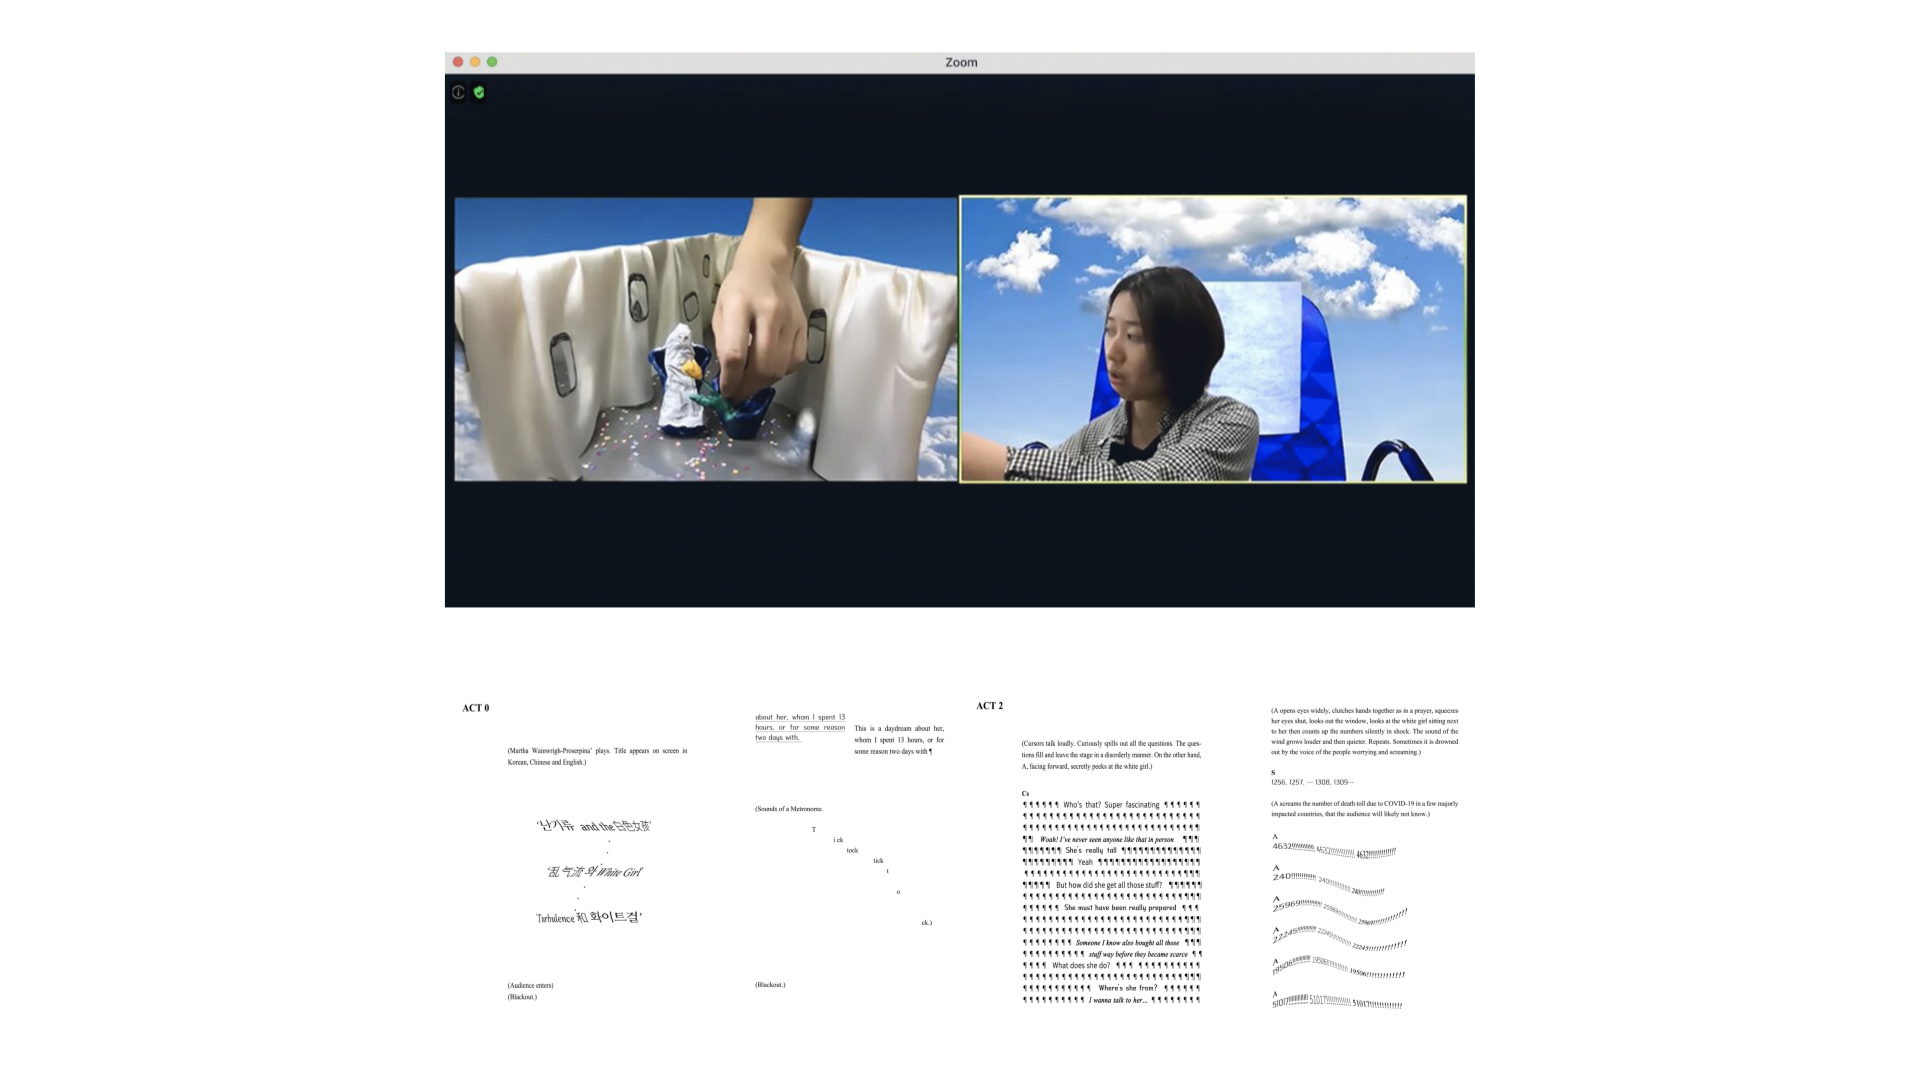 Zoom
ACT 0
(Martha Wainwrigh-Proserpina' plays. Title appears on screen in
Korean, Chinese and English.)
'난기류 and the 白色女孩'
.
.
.
'乱气流 와 White Girl'
.
.
.
'Turbulence 和 화이트걸'
(Audience enters)
(Blackout.)
about her, whom I spent 13
hours, or for some reason
two days with.
This is a daydream about her,
whom I spent 13 hours, or for
some reason two days with ¶
(Sounds of a Metronome.
T
i ck
tock
tick
t
o
ck.)
(Blackout.)
ACT 2
(Cursors talk loudly. Curiously spills out all the questions. The ques-
tions fill and leave the stage in a disorderly manner. On the other hand,
A, facing forward, secretly peeks at the white girl.)
Cs
¶ ¶ ¶ ¶ ¶ ¶ Who's that? Super fascinating ¶ ¶ ¶ ¶ ¶ ¶
¶ ¶ ¶ ¶ ¶ ¶ ¶ ¶ ¶ ¶ ¶ ¶ ¶ ¶ ¶ ¶ ¶ ¶ ¶ ¶ ¶ ¶ ¶¶¶
¶ ¶ ¶ ¶ ¶ ¶ ¶ ¶ ¶ ¶ ¶ ¶ ¶ ¶ ¶ ¶ ¶ ¶ ¶ ¶ ¶ ¶ ¶¶¶
¶ ¶ Woah! I've never seen anyone like that in person ¶¶¶
¶ ¶ ¶ ¶ ¶ ¶ ¶ She's really tall ¶ ¶ ¶ ¶ ¶ ¶ ¶ ¶ ¶ ¶ ¶ ¶ ¶
¶ ¶ ¶ ¶ ¶ ¶ ¶ ¶ ¶ Yeah ¶ ¶ ¶ ¶ ¶ ¶ ¶ ¶ ¶ ¶ ¶ ¶ ¶ ¶ ¶ ¶
¶ ¶ ¶ ¶ ¶ ¶ ¶ ¶ ¶ ¶ ¶ ¶ ¶ ¶ ¶ ¶ ¶ ¶ ¶ ¶ ¶ ¶ ¶ ¶¶¶
¶ ¶ ¶ ¶ ¶ But how did she get all those stuff? ¶ ¶ ¶ ¶ ¶ ¶
¶ ¶ ¶ ¶ ¶ ¶ ¶ ¶ ¶ ¶ ¶ ¶ ¶ ¶ ¶ ¶ ¶ ¶ ¶ ¶ ¶ ¶ ¶ ¶¶¶
¶ ¶ ¶ ¶ ¶ ¶ ¶ She must have been really prepared ¶ ¶ ¶
¶ ¶ ¶ ¶ ¶ ¶ ¶ ¶ ¶ ¶ ¶ ¶ ¶ ¶ ¶ ¶ ¶ ¶ ¶ ¶ ¶ ¶ ¶ ¶¶¶
¶ ¶ ¶ ¶ ¶ ¶ ¶ ¶ ¶ ¶ ¶ ¶ ¶ ¶ ¶ ¶ ¶ ¶ ¶ ¶ ¶ ¶ ¶ ¶¶¶
¶ ¶ ¶ ¶ ¶ ¶ ¶ ¶ Someone I know also bought all those ¶¶¶
¶ ¶ ¶ ¶ ¶ ¶ ¶ ¶ ¶ ¶ stuff way before they became scarce ¶ ¶
¶ ¶ ¶ ¶ What does she do? ¶ ¶ ¶ ¶ ¶ ¶ ¶ ¶ ¶ ¶ ¶ ¶ ¶
¶ ¶ ¶ ¶ ¶ ¶ ¶ ¶ ¶ ¶ ¶ ¶ ¶ ¶ ¶ ¶ ¶ ¶ ¶ ¶ ¶ ¶ ¶ ¶¶¶
¶ ¶ ¶ ¶ ¶ ¶ ¶ ¶ ¶ ¶ ¶ Where's she from? ¶ ¶ ¶ ¶ ¶ ¶ ¶
¶ ¶ ¶ ¶ ¶ ¶ ¶ ¶ ¶ ¶ I wanna talk to her... ¶ ¶ ¶ ¶ ¶ ¶ ¶ ¶
(A opens eyes widely, clutches hands together as in a prayer, squeezes
her eyes shut, looks out the window, looks at the white girl sitting next
to her then counts up the numbers silently in shock. The sound of the
wind grows louder and then quieter. Repeats. Sometimes it is drowned
out by the voice of the people worrying and screaming.)
S
1256, 1257, ··· 1308, 1309···
(A screams the number of death toll due to COVID-19 in a few majorly
impacted countries, that the audience will likely not know.)
A
4632!!!!!!!!!!! 4632!!!!!!!!!!! 4632!!!!!!!!!!!
A
240!!!!!!!!!!! 240!!!!!!!!!!! 240!!!!!!!!!!!
A
25969!!!!!!!!!!! 25969!!!!!!!!!!! 25969!!!!!!!!!!!
A
22245!!!!!!!!!!! 22245!!!!!!!!!!! 22245!!!!!!!!!!!
A
19506!!!!!!!!!!! 19506!!!!!!!!!!! 19506!!!!!!!!!!!
A
51017!!!!!!!!!!! 51017!!!!!!!!!!! 51017!!!!!!!!!!!